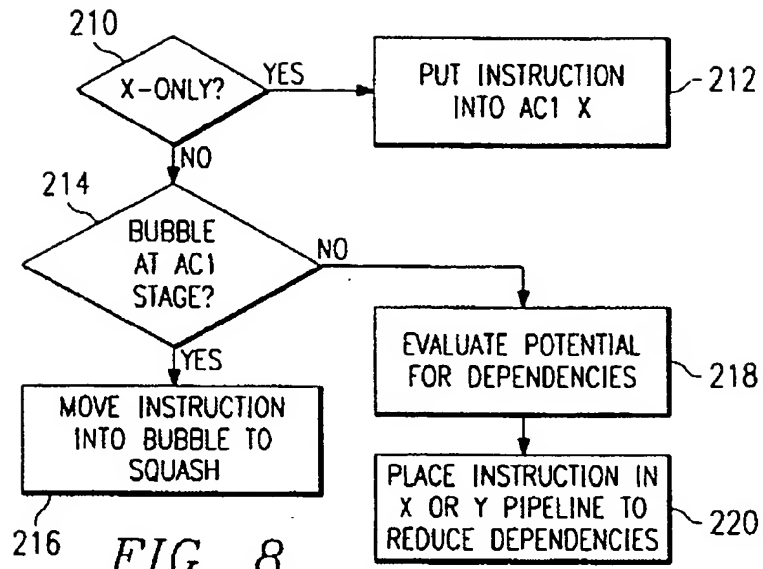 210
X-ONLY?
YES
PUT INSTRUCTION
INTO AC1 X
212
NO
214
BUBBLE
AT AC1
STAGE?
NO
YES
EVALUATE POTENTIAL
FOR DEPENDENCIES
218
MOVE INSTRUCTION
INTO BUBBLE TO
SQUASH
216
PLACE INSTRUCTION IN
X OR Y PIPELINE TO
REDUCE DEPENDENCIES
220
FIG. 8